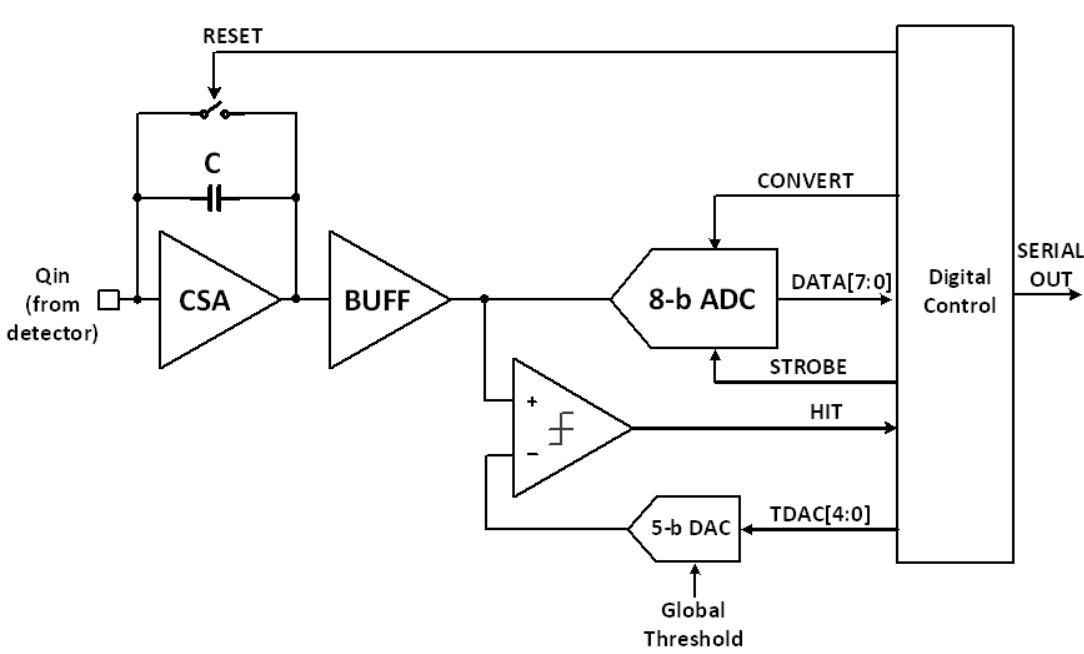 RESET
C
CONVERT
Qin
(from
detector)
CSA
BUFF
8-b ADC
DATA[7:0]
Digital
Control
SERIAL
OUT
STROBE
+
HIT
−
5-b DAC
TDAC[4:0]
Global
Threshold